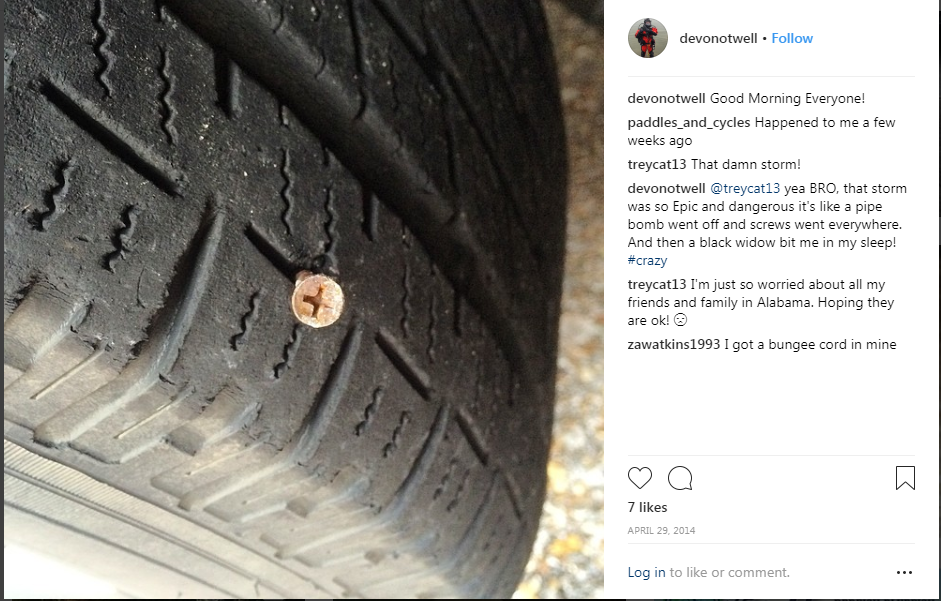 devonotwell • Follow
devonotwell Good Morning Everyone!
paddles_and_cycles Happened to me a few
weeks ago
treycat13 That damn storm!
devonotwell @treycat13 yea BRO, that storm
was so Epic and dangerous it's like a pipe
bomb went off and screws went everywhere.
And then a black widow bit me in my sleep!
#crazy
treycat13 I'm just so worried about all my
friends and family in Alabama. Hoping they
are ok! 😞
zawatkins1993 I got a bungee cord in mine
7 likes
APRIL 29, 2014
Log in to like or comment.